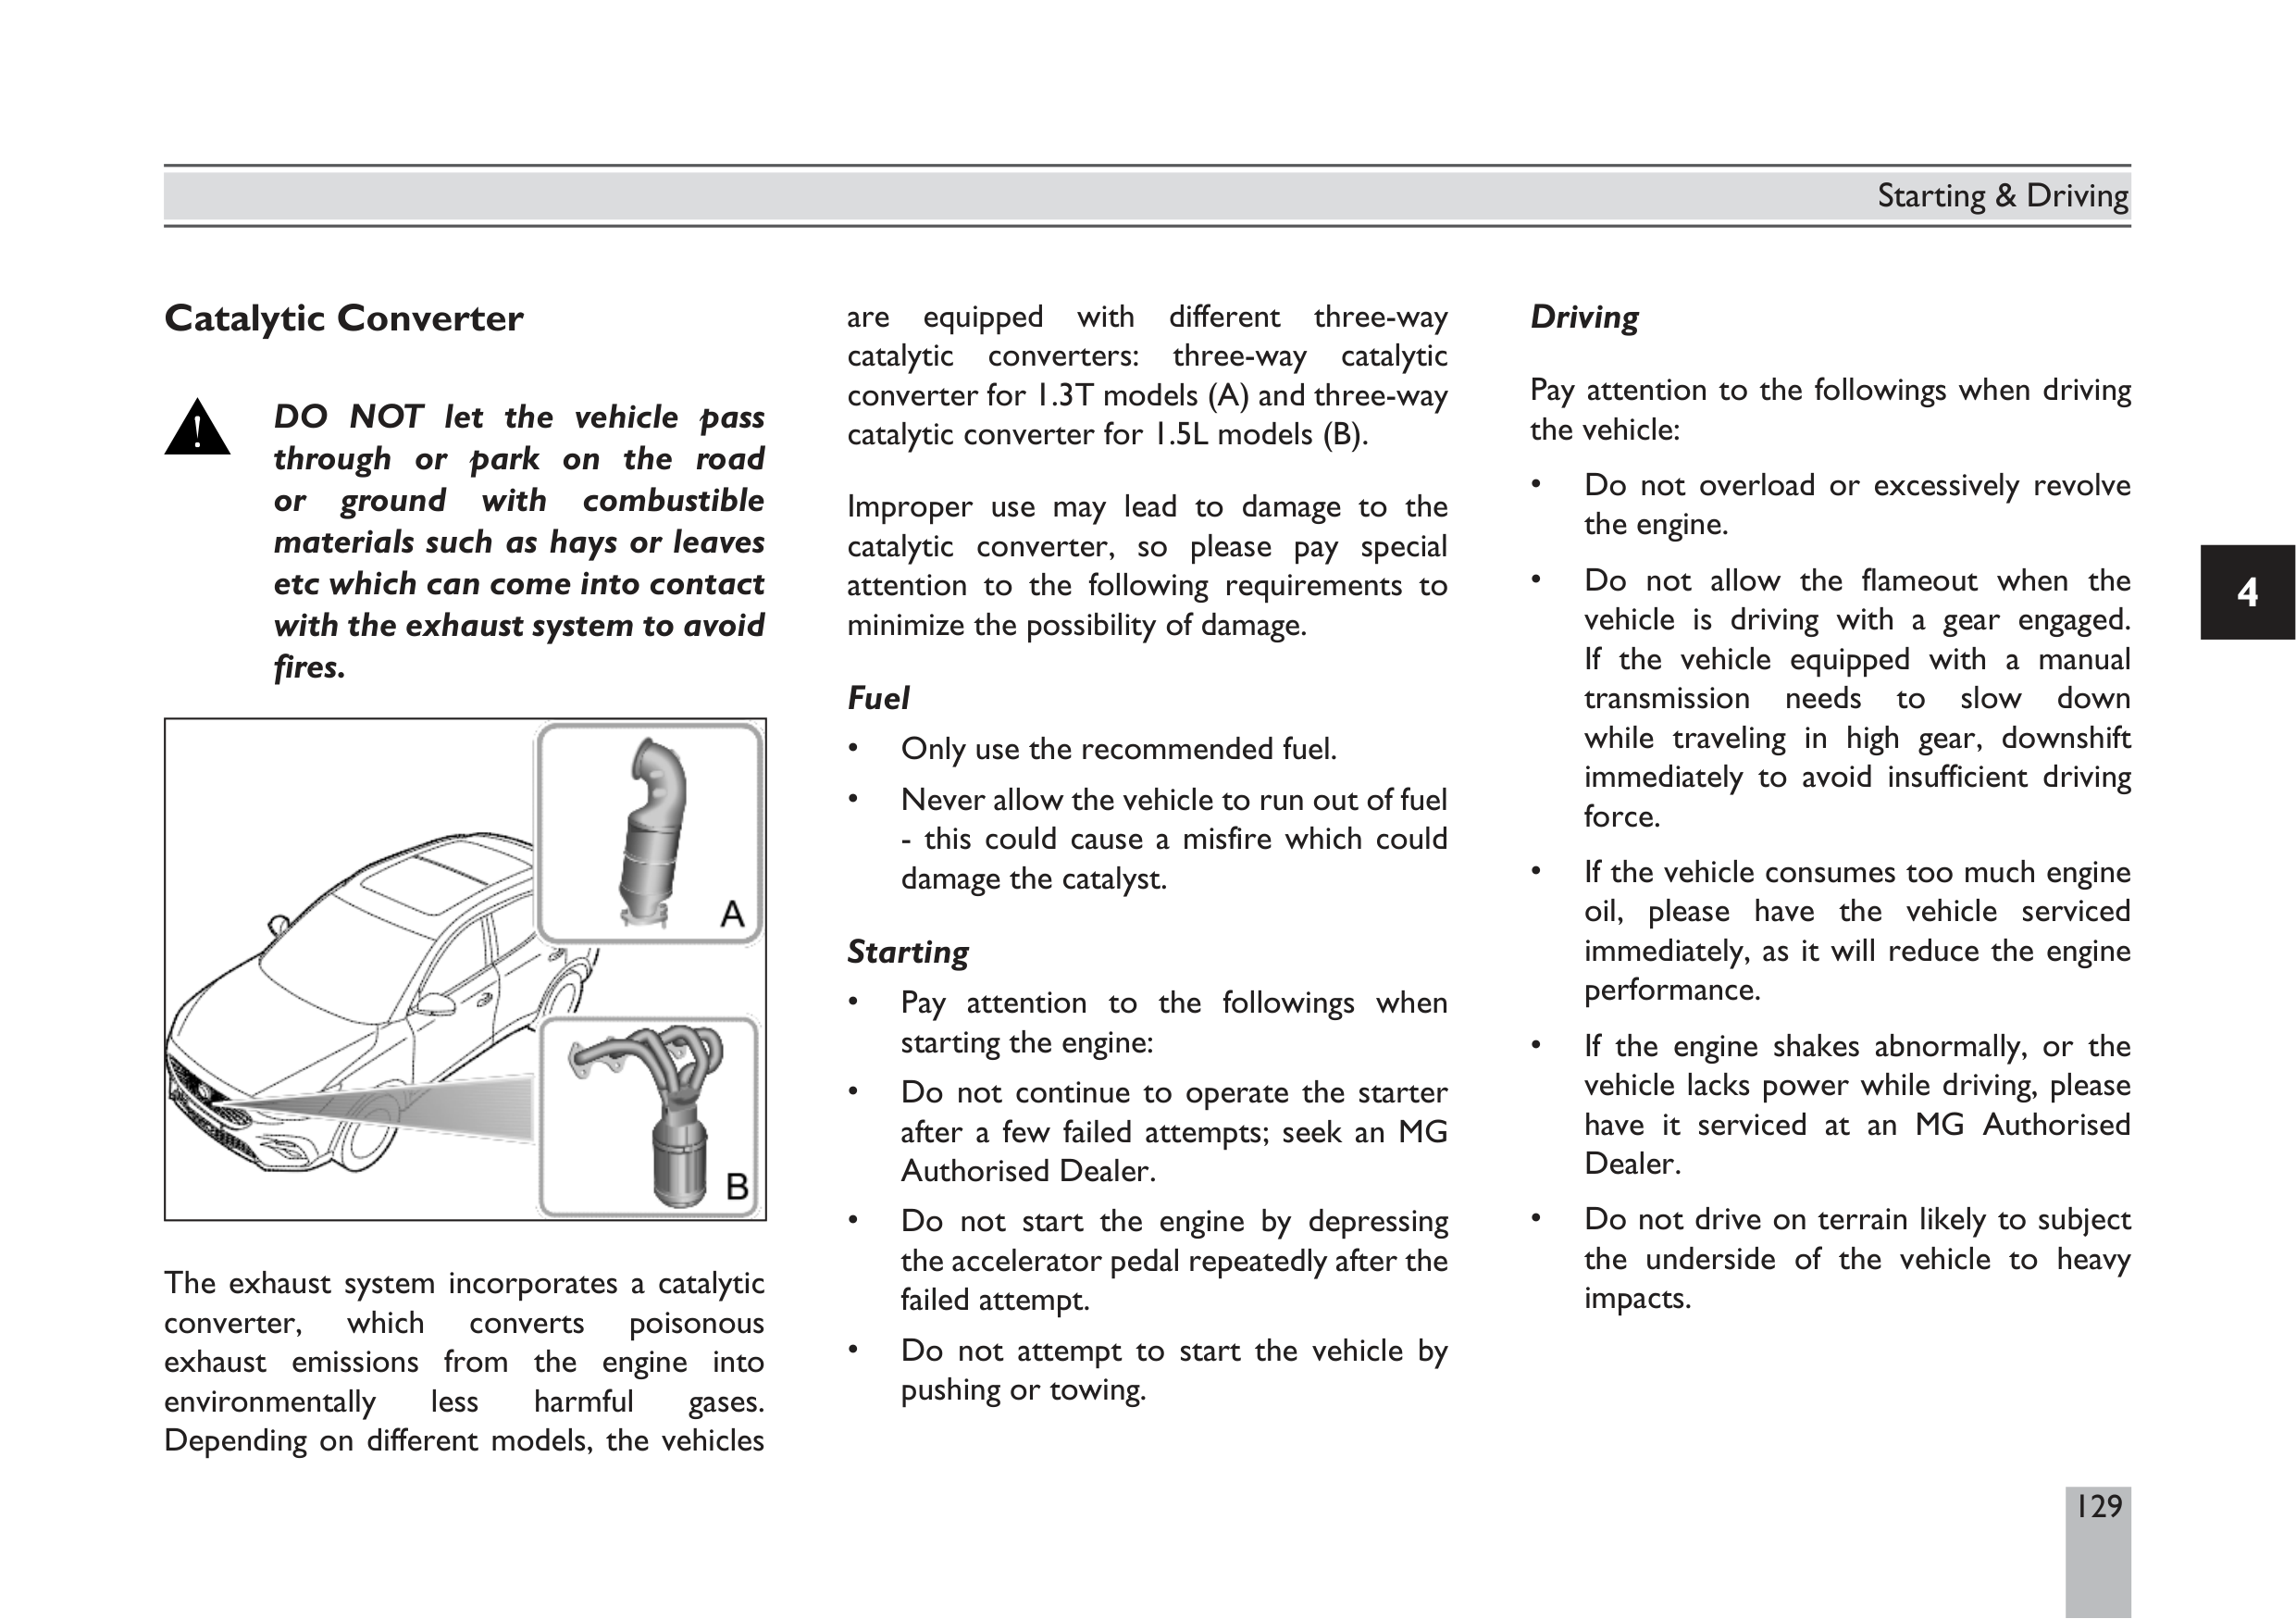 Starting & Driving
Catalytic Converter
!
DO NOT let the vehicle pass
through or park on the road
or ground with combustible
materials such as hays or leaves
etc which can come into contact
with the exhaust system to avoid
fires.
A
B
The exhaust system incorporates a catalytic
converter, which converts poisonous
exhaust emissions from the engine into
environmentally less harmful gases.
Depending on different models, the vehicles
are equipped with different three-way
catalytic converters: three-way catalytic
converter for 1.3T models (A) and three-way
catalytic converter for 1.5L models (B).
Improper use may lead to damage to the
catalytic converter, so please pay special
attention to the following requirements to
minimize the possibility of damage.
Fuel
• Only use the recommended fuel.
• Never allow the vehicle to run out of fuel
- this could cause a misfire which could
damage the catalyst.
Starting
• Pay attention to the followings when
starting the engine:
• Do not continue to operate the starter
after a few failed attempts; seek an MG
Authorised Dealer.
• Do not start the engine by depressing
the accelerator pedal repeatedly after the
failed attempt.
• Do not attempt to start the vehicle by
pushing or towing.
Driving
Pay attention to the followings when driving
the vehicle:
• Do not overload or excessively revolve
the engine.
• Do not allow the flameout when the
vehicle is driving with a gear engaged.
If the vehicle equipped with a manual
transmission needs to slow down
while traveling in high gear, downshift
immediately to avoid insufficient driving
force.
• If the vehicle consumes too much engine
oil, please have the vehicle serviced
immediately, as it will reduce the engine
performance.
• If the engine shakes abnormally, or the
vehicle lacks power while driving, please
have it serviced at an MG Authorised
Dealer.
• Do not drive on terrain likely to subject
the underside of the vehicle to heavy
impacts.
4
129